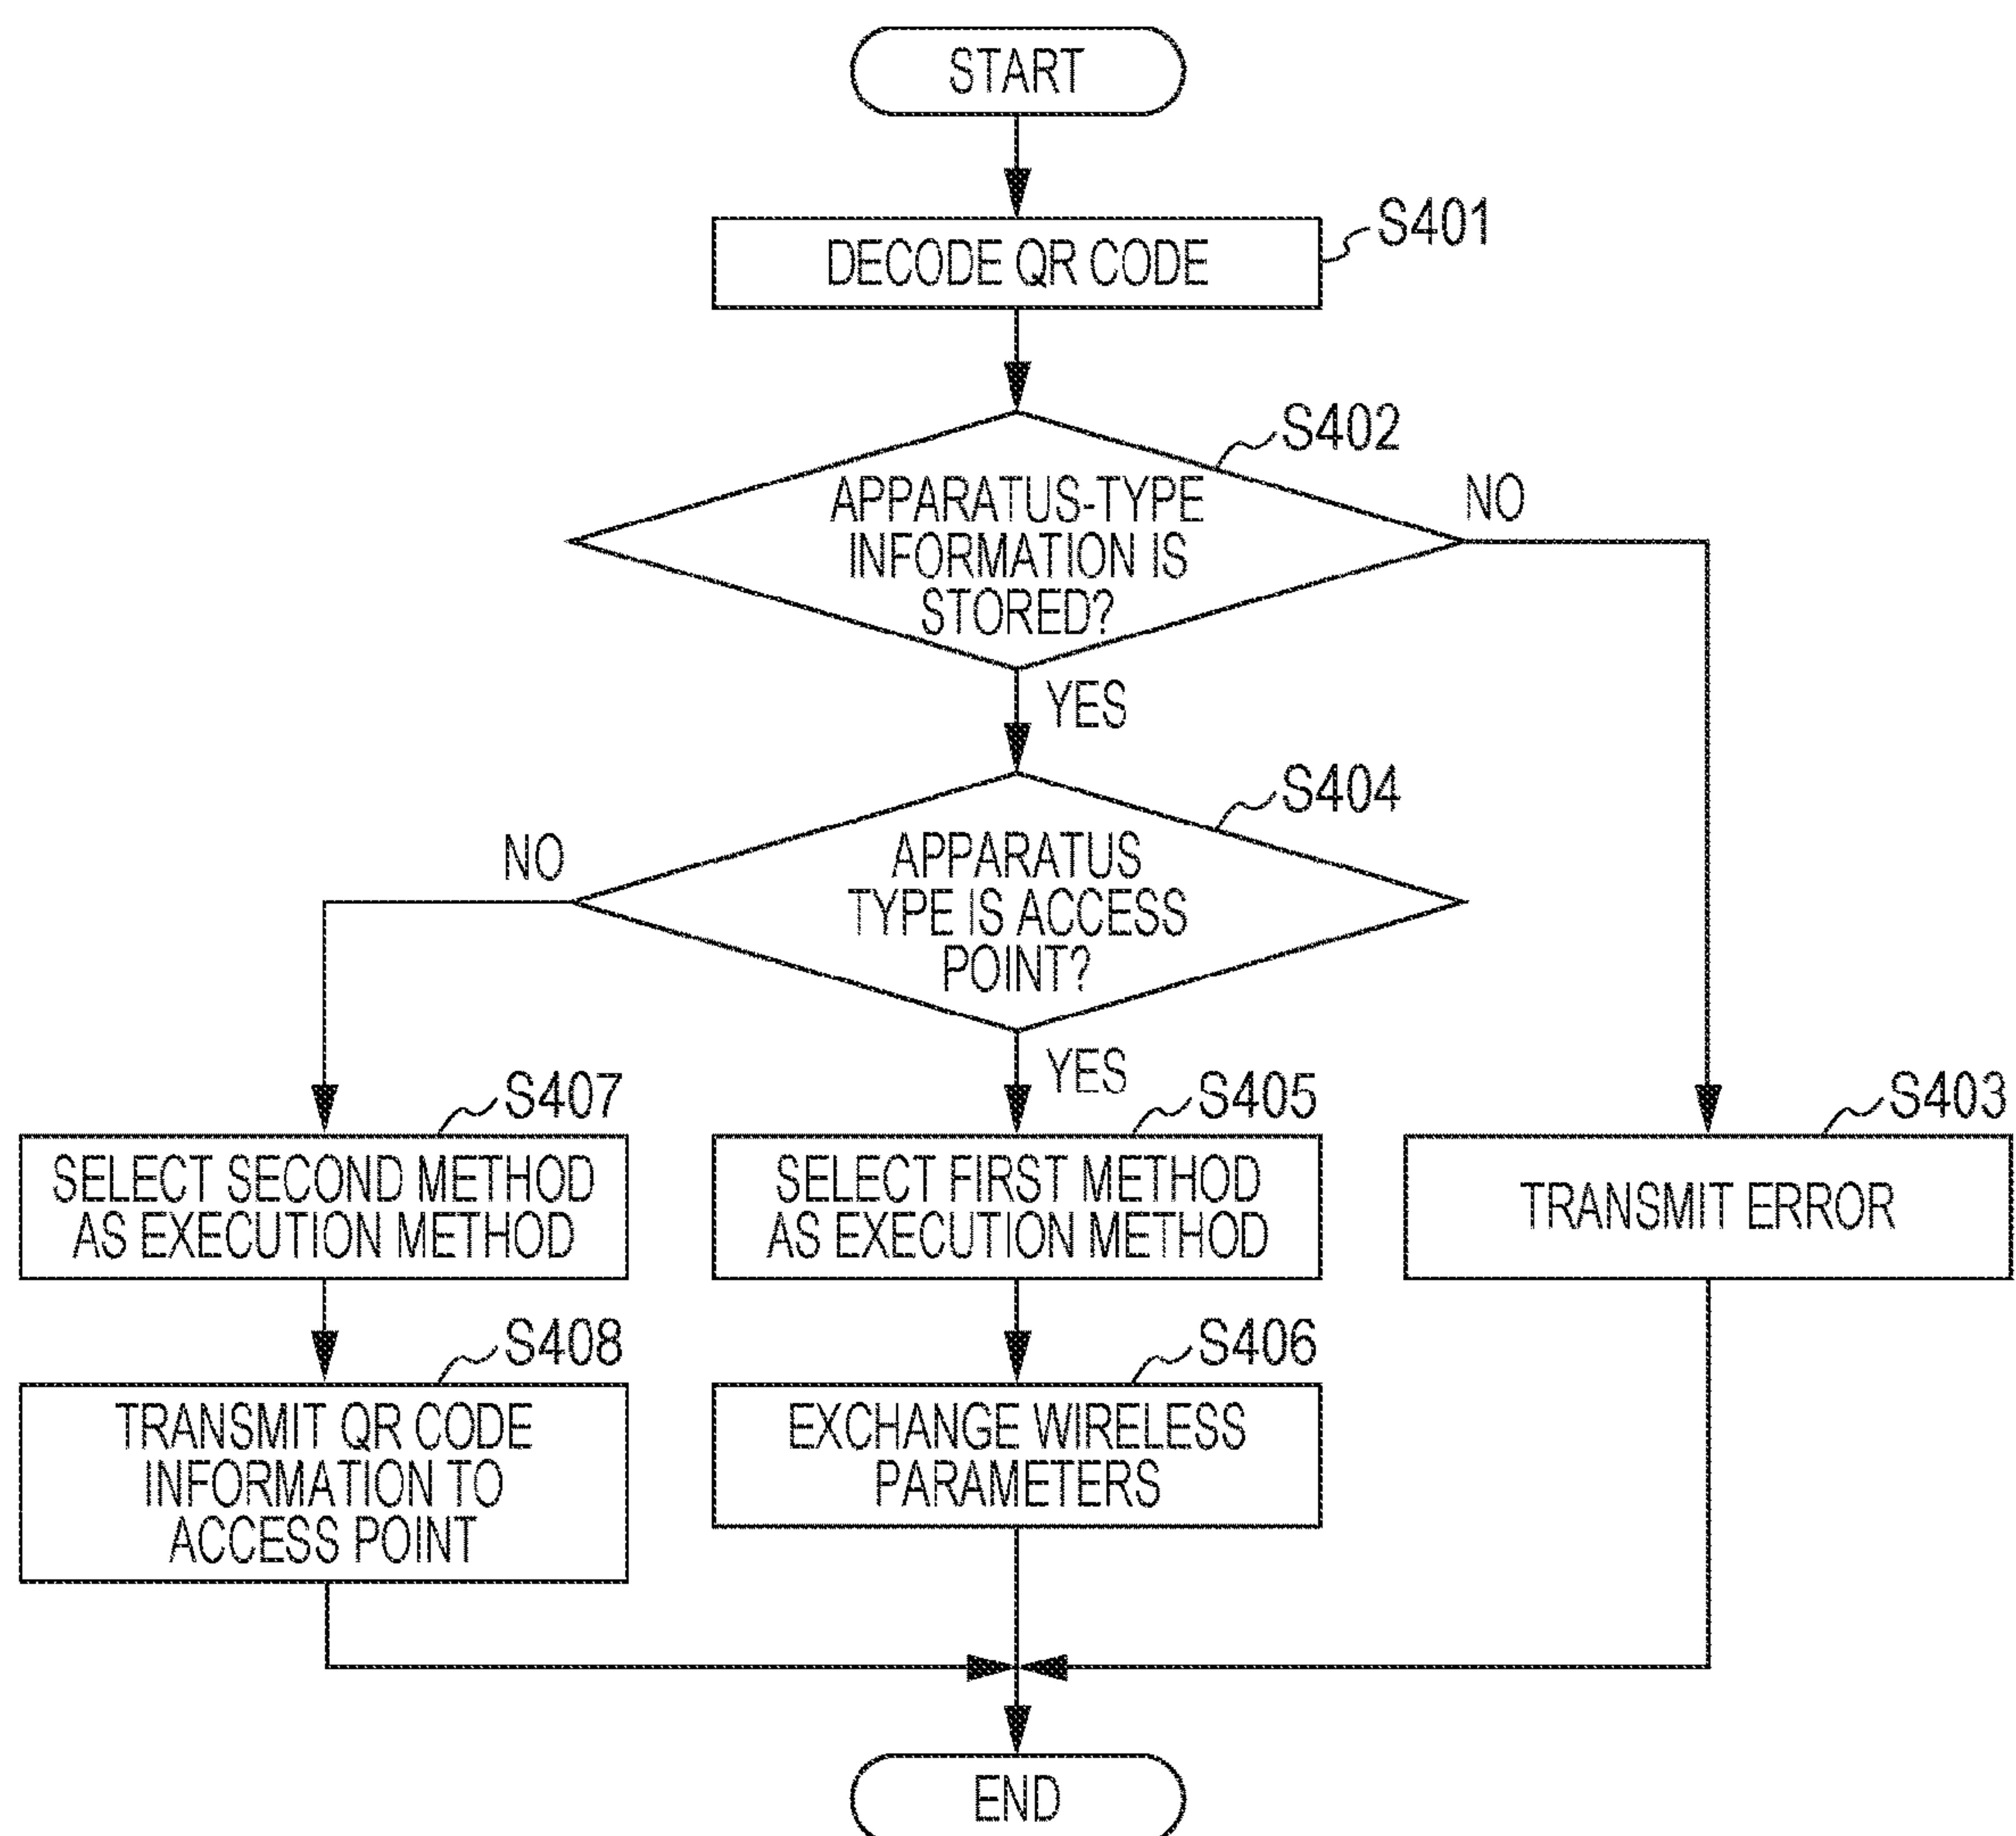 START
S401
DECODE QR CODE
S402
APPARATUS-TYPE
INFORMATION IS
STORED?
NO
YES
S404
APPARATUS
TYPE IS ACCESS
POINT?
NO
YES
S407
SELECT SECOND METHOD
AS EXECUTION METHOD
S405
SELECT FIRST METHOD
AS EXECUTION METHOD
S403
TRANSMIT ERROR
S408
TRANSMIT QR CODE
INFORMATION TO
ACCESS POINT
S406
EXCHANGE WIRELESS
PARAMETERS
END